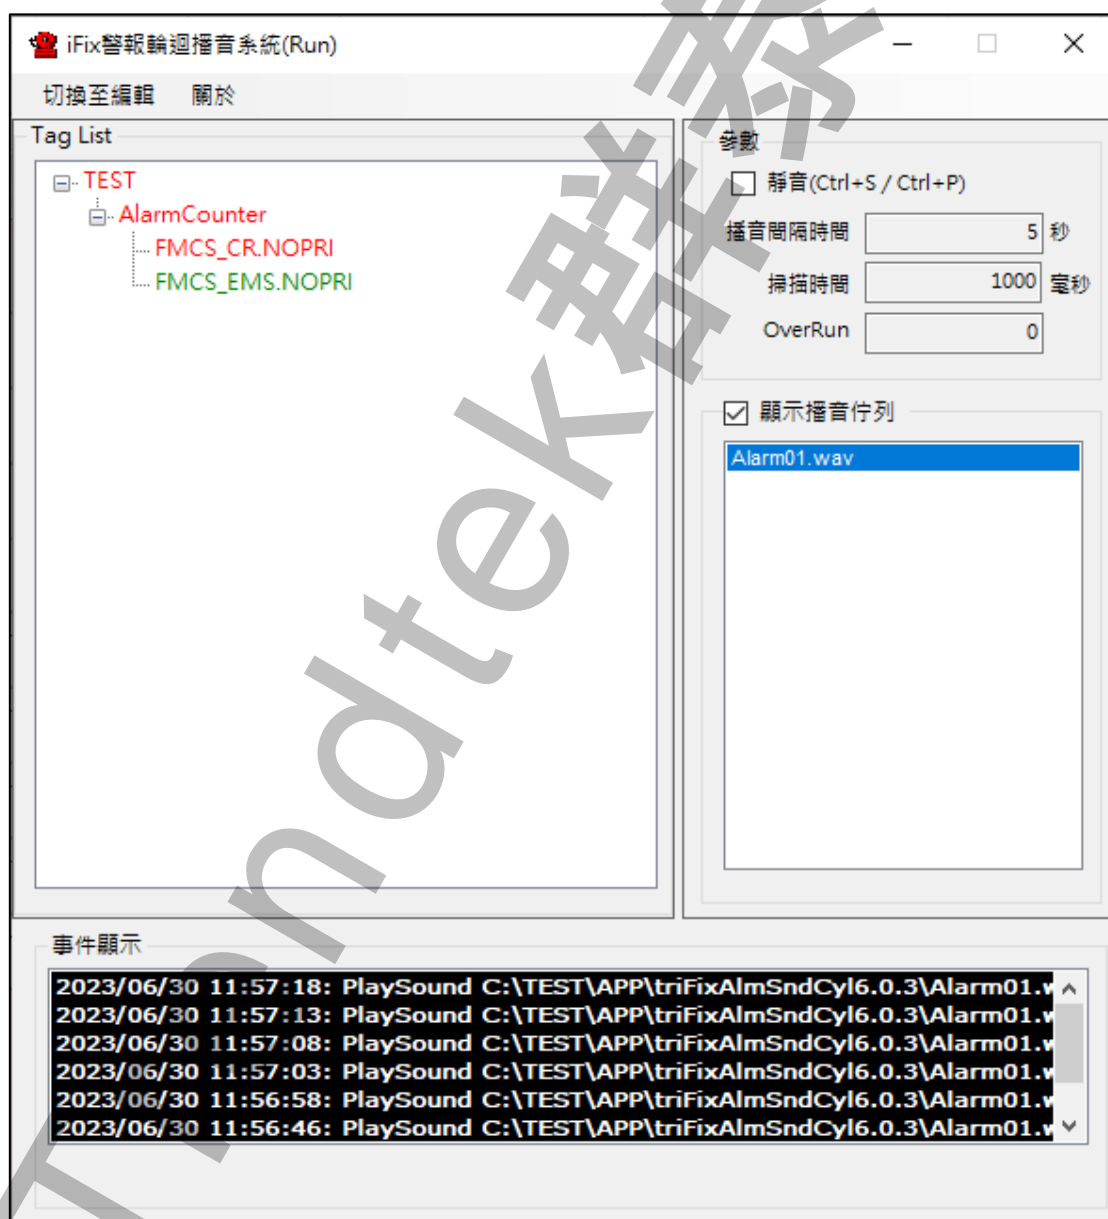 iFix警報輪迴播音系統(Run)
切換至編輯 關於
Tag List
TEST
AlarmCounter
FMCS_CR.NOPRI
FMCS_EMS.NOPRI
參數
靜音(Ctrl+S / Ctrl+P)
播音間隔時間 5 秒
掃描時間 1000 毫秒
OverRun 0
顯示播音佇列
Alarm01.wav
事件顯示
2023/06/30 11:57:18: PlaySound C:\TEST\APP\triFixAlmSndCyl6.0.3\Alarm01.w
2023/06/30 11:57:13: PlaySound C:\TEST\APP\triFixAlmSndCyl6.0.3\Alarm01.w
2023/06/30 11:57:08: PlaySound C:\TEST\APP\triFixAlmSndCyl6.0.3\Alarm01.w
2023/06/30 11:57:03: PlaySound C:\TEST\APP\triFixAlmSndCyl6.0.3\Alarm01.w
2023/06/30 11:56:58: PlaySound C:\TEST\APP\triFixAlmSndCyl6.0.3\Alarm01.w
2023/06/30 11:56:46: PlaySound C:\TEST\APP\triFixAlmSndCyl6.0.3\Alarm01.w
Trendtek群泰